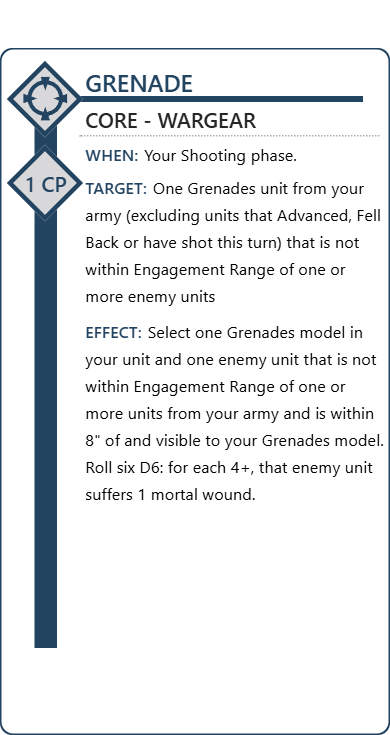 GRENADE
CORE - WARGEAR
WHEN: Your Shooting phase.
1 CP
TARGET: One Grenades unit from your
army (excluding units that Advanced, Fell
Back or have shot this turn) that is not
within Engagement Range of one or
more enemy units
EFFECT: Select one Grenades model in
your unit and one enemy unit that is not
within Engagement Range of one or
more units from your army and is within
8" of and visible to your Grenades model.
Roll six D6: for each 4+, that enemy unit
suffers 1 mortal wound.